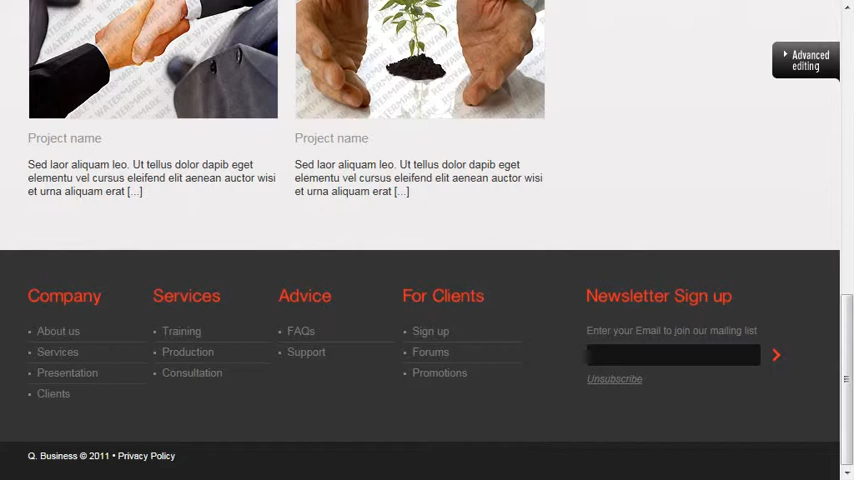 Advanced
editing
Project name
Sed laor aliquam leo. Ut tellus dolor dapib eget
elementu vel cursus eleifend elit aenean auctor wisi
et urna aliquam erat [...]
Project name
Sed laor aliquam leo. Ut tellus dolor dapib eget
elementu vel cursus eleifend elit aenean auctor wisi
et urna aliquam erat [...]
Company
About us
Services
Presentation
Clients
Services
Training
Production
Consultation
Advice
FAQs
Support
For Clients
Sign up
Forums
Promotions
Newsletter Sign up
Enter your Email to join our mailing list
Unsubscribe
Q. Business © 2011 • Privacy Policy